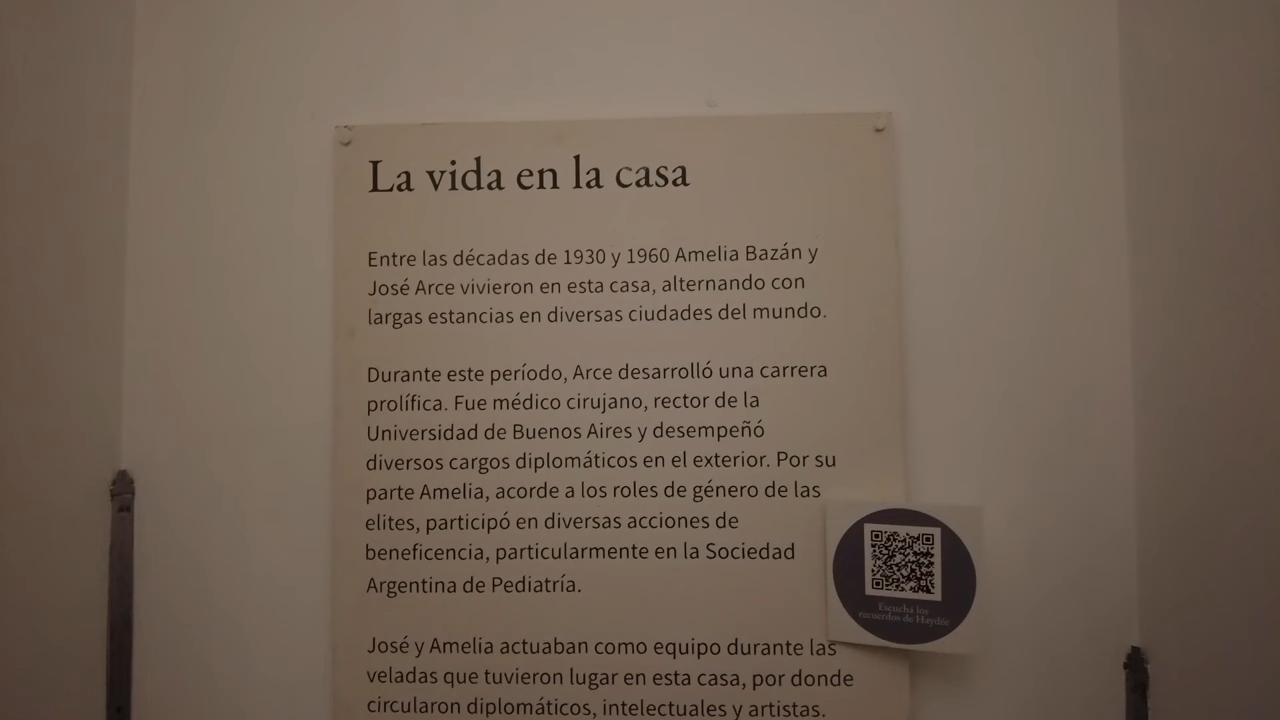 La vida en la casa
Entre las décadas de 1930 y 1960 Amelia Bazán y
José Arce vivieron en esta casa, alternando con
largas estancias en diversas ciudades del mundo.
Durante este período, Arce desarrolló una carrera
prolífica. Fue médico cirujano, rector de la
Universidad de Buenos Aires y desempeñó
diversos cargos diplomáticos en el exterior. Por su
parte Amelia, acorde a los roles de género de las
elites, participó en diversas acciones de
beneficencia, particularmente en la Sociedad
Argentina de Pediatría.
José y Amelia actuaban como equipo durante las
veladas que tuvieron lugar en esta casa, por donde
circularon diplomáticos, intelectuales y artistas.
Escuchá los
recuerdos de Haydée